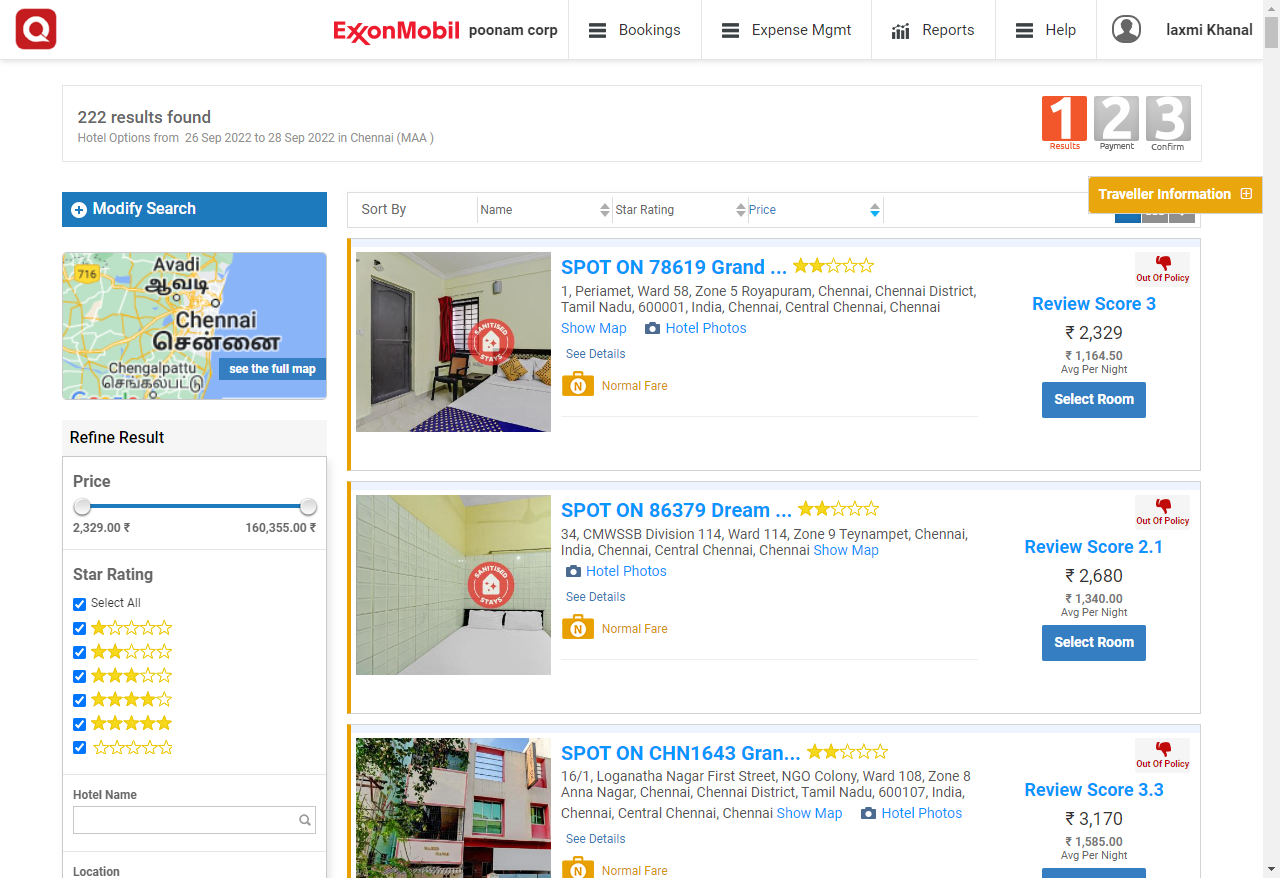 Q
ExxonMobil poonam corp
Bookings
Expense Mgmt
Reports
Help
laxmi Khanal
222 results found
Hotel Options from 26 Sep 2022 to 28 Sep 2022 in Chennai (MAA )
1 2 3
Results Payment Confirm
Traveller Information
Modify Search
Sort By Name Star Rating Price
716
Avadi
ஆவடி
Chennai
சென்னை
Chengalpattu
செங்கல்பட்டு
see the full map
Refine Result
Price
2,329.00 ₹ 160,355.00 ₹
Star Rating
Select All
Hotel Name
Location
SPOT ON 78619 Grand ...
1, Periamet, Ward 58, Zone 5 Royapuram, Chennai, Chennai District,
Tamil Nadu, 600001, India, Chennai, Central Chennai, Chennai
Show Map Hotel Photos
See Details
N Normal Fare
SANITISED
STAYS
Out Of Policy
Review Score 3
₹ 2,329
₹ 1,164.50
Avg Per Night
Select Room
SPOT ON 86379 Dream ...
34, CMWSSB Division 114, Ward 114, Zone 9 Teynampet, Chennai,
India, Chennai, Central Chennai, Chennai Show Map
Hotel Photos
See Details
N Normal Fare
SANITISED
STAYS
Out Of Policy
Review Score 2.1
₹ 2,680
₹ 1,340.00
Avg Per Night
Select Room
SPOT ON CHN1643 Gran...
16/1, Loganatha Nagar First Street, NGO Colony, Ward 108, Zone 8
Anna Nagar, Chennai, Chennai District, Tamil Nadu, 600107, India,
Chennai, Central Chennai, Chennai Show Map Hotel Photos
See Details
N Normal Fare
Out Of Policy
Review Score 3.3
₹ 3,170
₹ 1,585.00
Avg Per Night